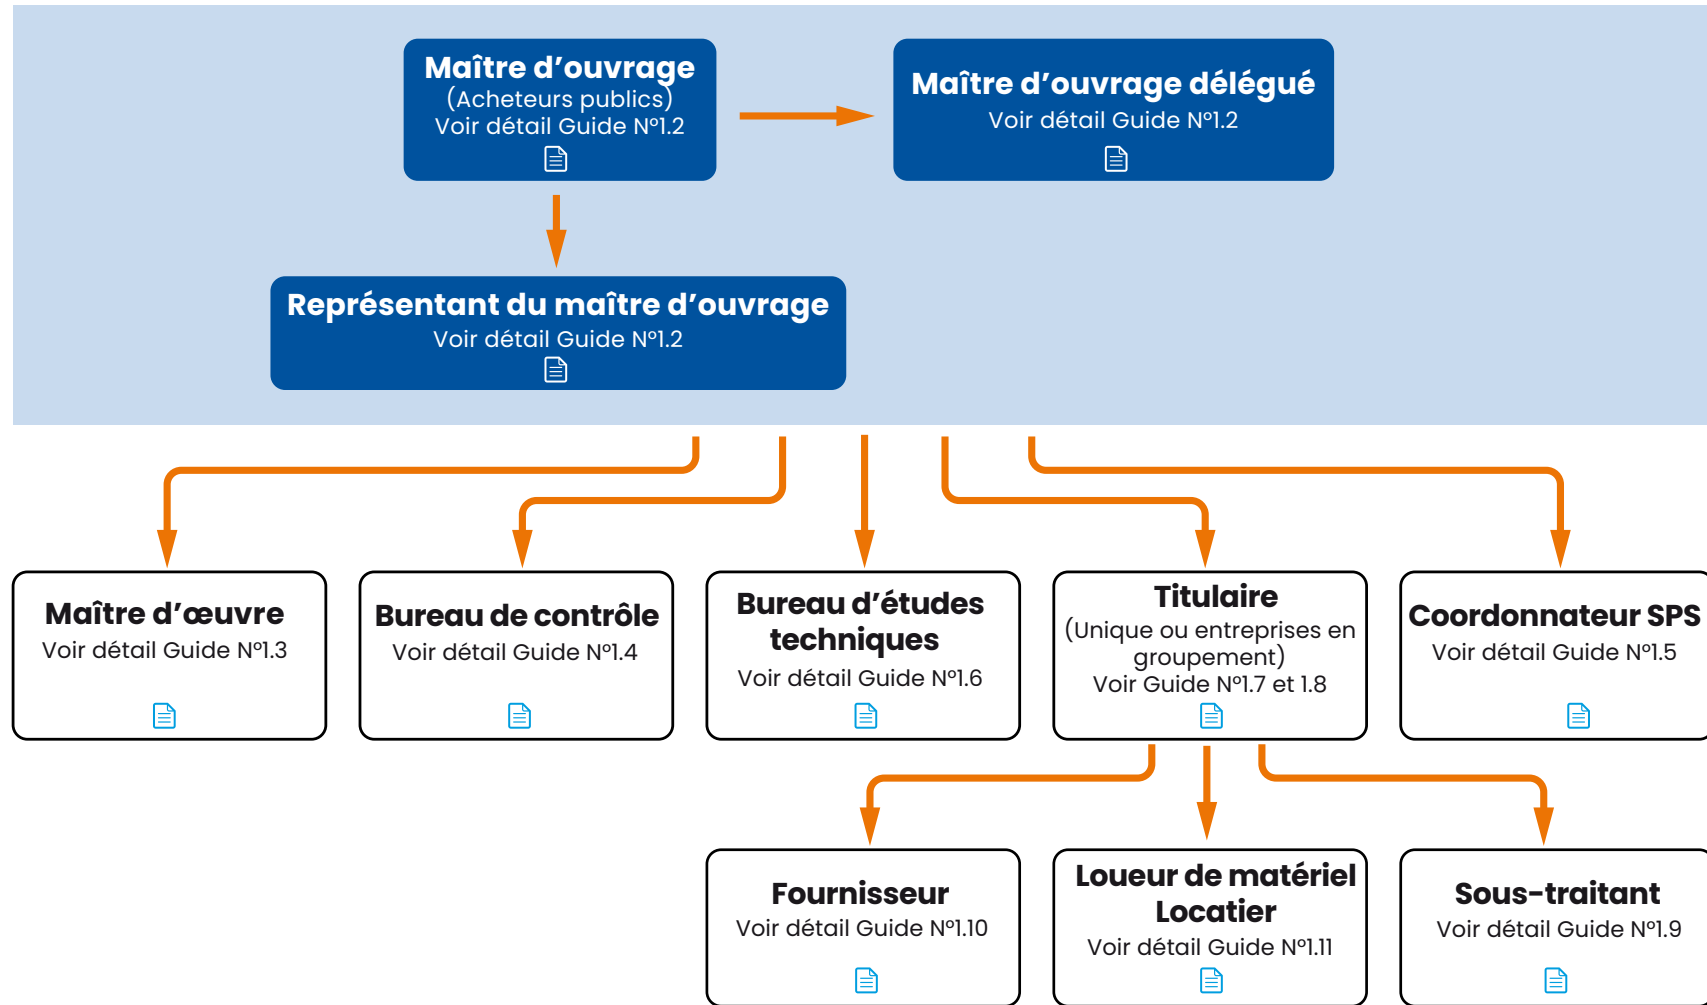 Maître d’ouvrage
(Acheteurs publics)
Voir détail Guide N°1.2
Maître d’ouvrage délégué
Voir détail Guide N°1.2
Représentant du maître d’ouvrage
Voir détail Guide N°1.2
Maître d’œuvre
Voir détail Guide N°1.3
Bureau de contrôle
Voir détail Guide N°1.4
Bureau d’études
techniques
Voir détail Guide N°1.6
Titulaire
(Unique ou entreprises en
groupement)
Voir Guide N°1.7 et 1.8
Coordonnateur SPS
Voir détail Guide N°1.5
Fournisseur
Voir détail Guide N°1.10
Loueur de matériel
Locatier
Voir détail Guide N°1.11
Sous-traitant
Voir détail Guide N°1.9